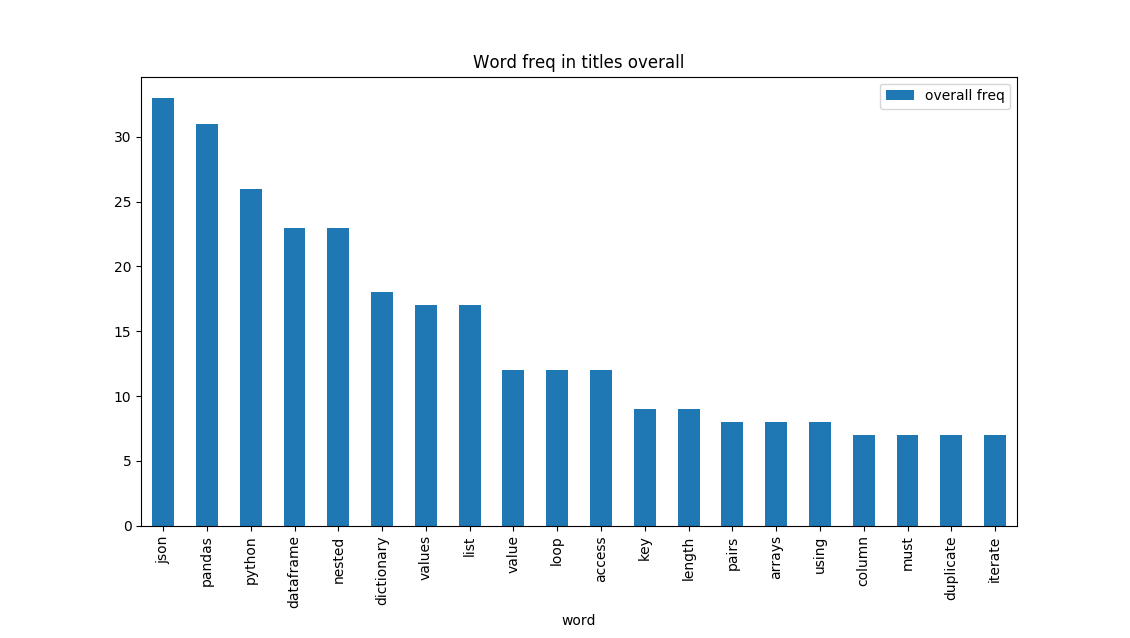 Word freq in titles overall
overall freq
30
25
20
15
10
5
0
json
pandas
python
dataframe
nested
dictionary
values
list
value
loop
access
key
length
pairs
arrays
using
column
must
duplicate
iterate
word